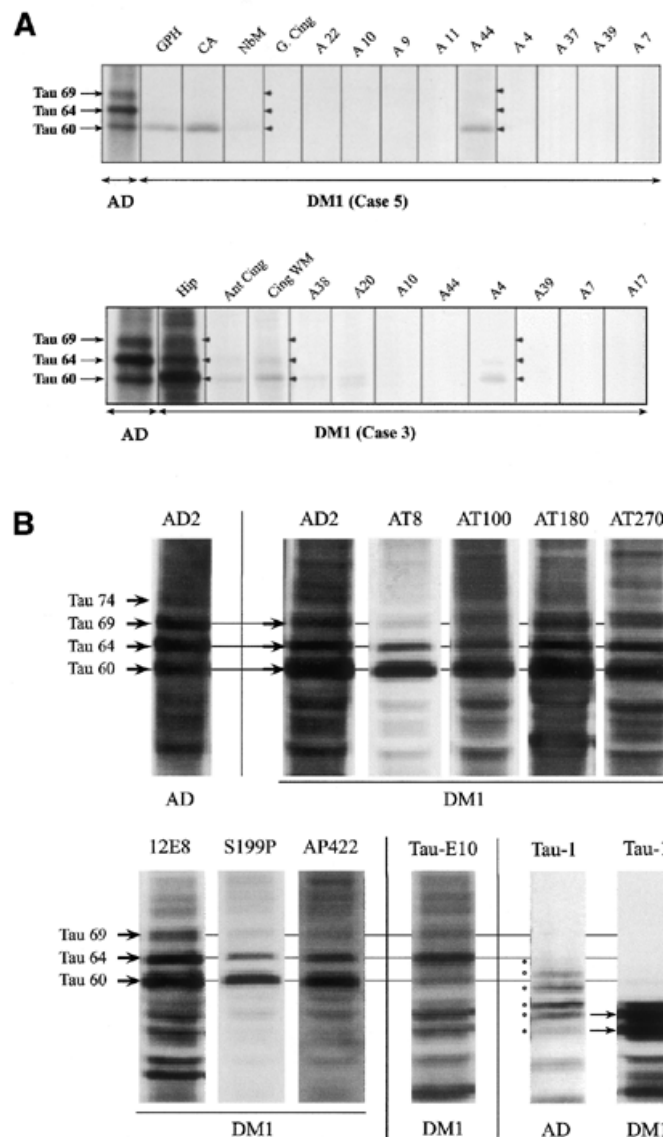 A
GPH CA NbM G. Cing A 22 A 10 A 9 A 11 A 44 A 4 A 37 A 39 A 7
Tau 69
Tau 64
Tau 60
AD DM1 (Case 5)
Hip Ant Cing Cing WM A38 A20 A10 A44 A4 A39 A7 A17
Tau 69
Tau 64
Tau 60
AD DM1 (Case 3)
B
AD2 AD2 AT8 AT100 AT180 AT270
Tau 74
Tau 69
Tau 64
Tau 60
AD DM1
12E8 S199P AP422 Tau-E10 Tau-1
Tau 69
Tau 64
Tau 60
DM1 DM1 AD